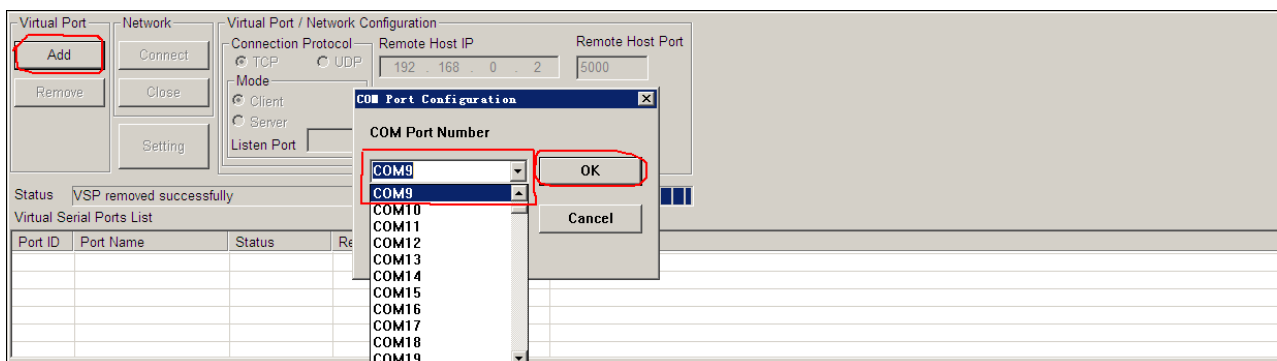 Virtual Port
Network
Virtual Port / Network Configuration
Add
Connect
Connection Protocol
TCP
UDP
Remote Host IP
Remote Host Port
192 . 168 . 0 . 2
5000
Remove
Close
Mode
Client
Server
Setting
Listen Port
COM Port Configuration
COM Port Number
COM9
OK
Cancel
COM9
COM10
COM11
COM12
COM13
COM14
COM15
COM16
COM17
COM18
COM19
Status
VSP removed successfully
Virtual Serial Ports List
Port ID
Port Name
Status
Re